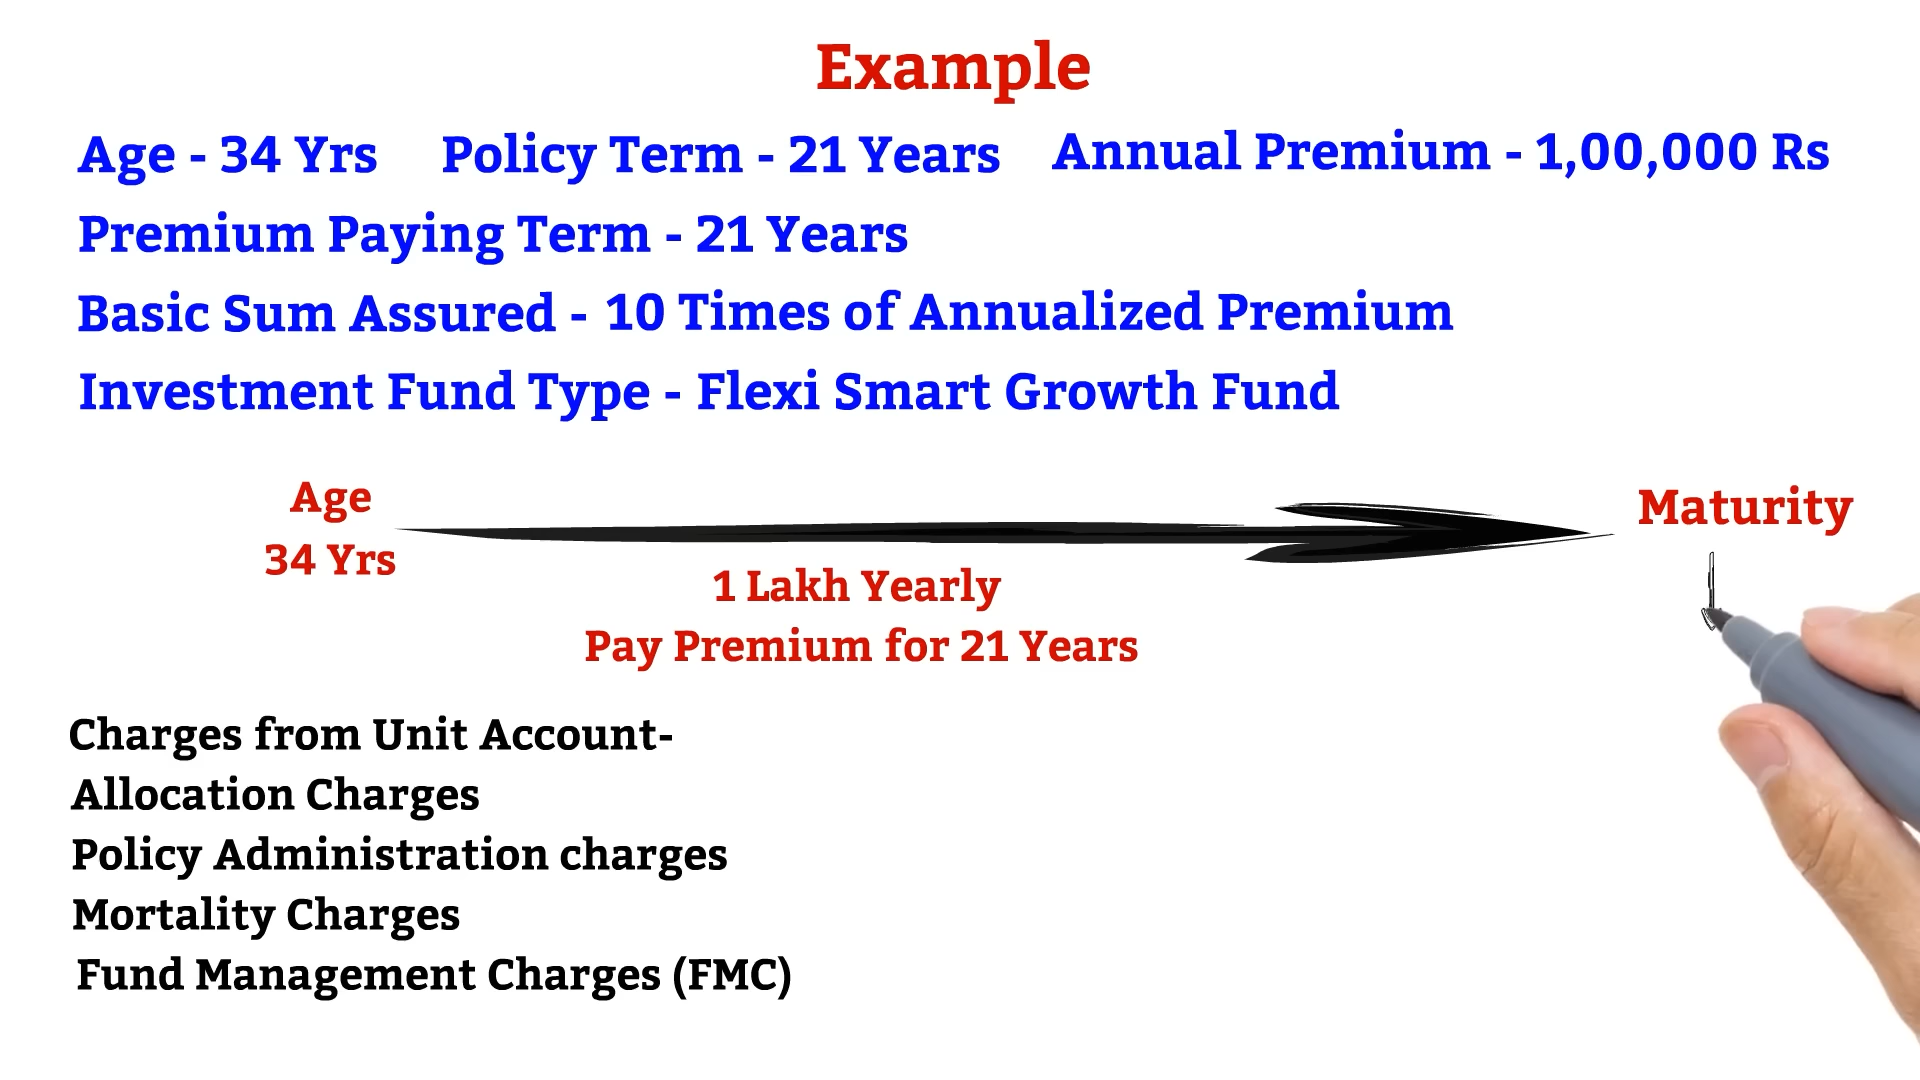 Example
Age - 34 Yrs Policy Term - 21 Years Annual Premium - 1,00,000 Rs
Premium Paying Term - 21 Years
Basic Sum Assured - 10 Times of Annualized Premium
Investment Fund Type - Flexi Smart Growth Fund
Age
34 Yrs
Maturity
1 Lakh Yearly
Pay Premium for 21 Years
Charges from Unit Account-
Allocation Charges
Policy Administration charges
Mortality Charges
Fund Management Charges (FMC)